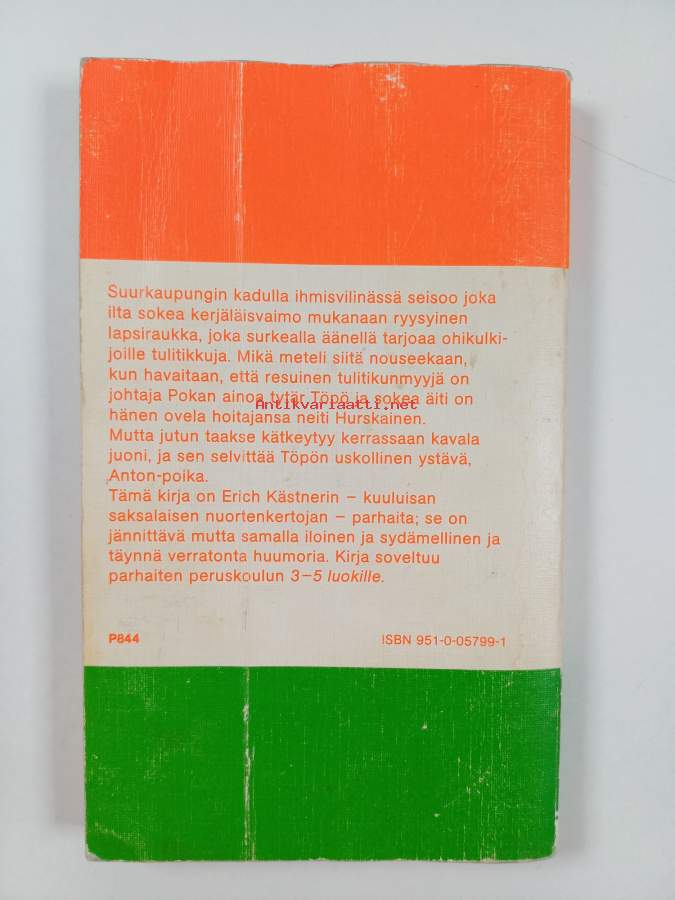 Suurkaupungin kadulla ihmisvilinässä seisoo joka
ilta sokea kerjäläisvaimo mukanaan ryysyinen
lapsiraukka, joka surkealla äänellä tarjoaa ohikulki-
joille tulitikkuja. Mikä meteli siitä nouseekaan,
kun havaitaan, että resuinen tulitikunmyyjä on
johtaja Pokan ainoa tytär Töpö ja sokea äiti on
Antikvariaatti.net
hänen ovela hoitajansa neiti Hurskainen.
Mutta jutun taakse kätkeytyy kerrassaan kavala
juoni, ja sen selvittää Töpön uskollinen ystävä,
Anton-poika.
Tämä kirja on Erich Kästnerin – kuuluisan
saksalaisen nuortenkertojan – parhaita; se on
jännittävä mutta samalla iloinen ja sydämellinen ja
täynnä verratonta huumoria. Kirja soveltuu
parhaiten peruskoulun 3–5 luokille.
P844 ISBN 951-0-05799-1